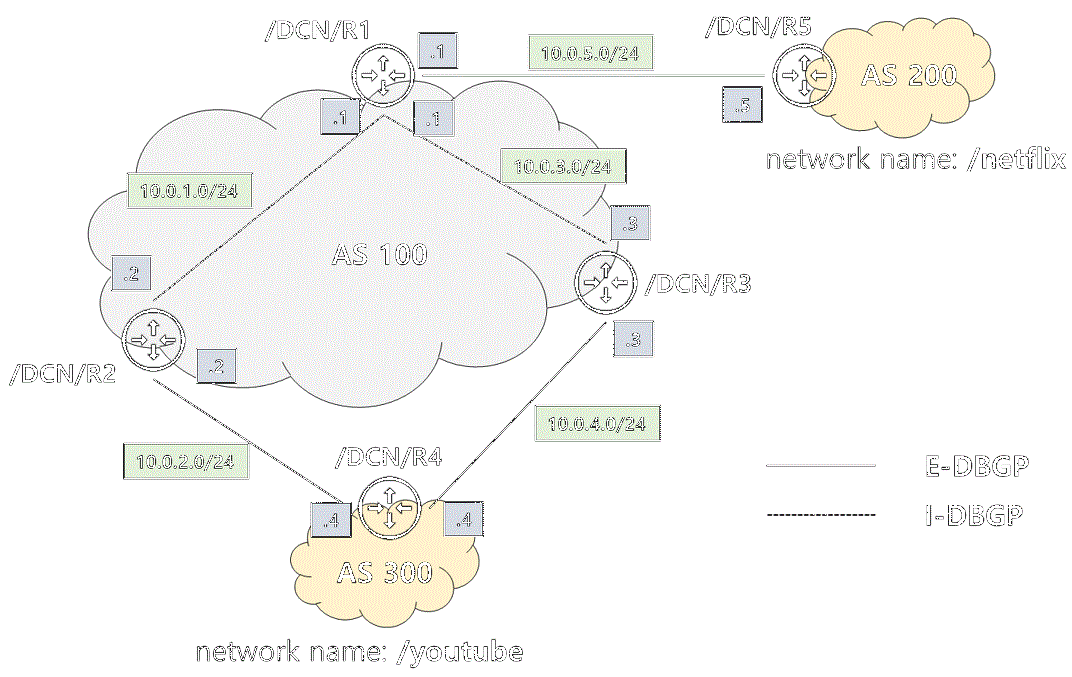 /DCN/R1
.1
10.0.5.0/24
/DCN/R5
AS 200
.5
network name: /netflix
.1
.1
10.0.1.0/24
10.0.3.0/24
.3
AS 100
.2
/DCN/R3
.3
/DCN/R2
.2
10.0.2.0/24
10.0.4.0/24
/DCN/R4
.4
.4
AS 300
network name: /youtube
E-DBGP
I-DBGP